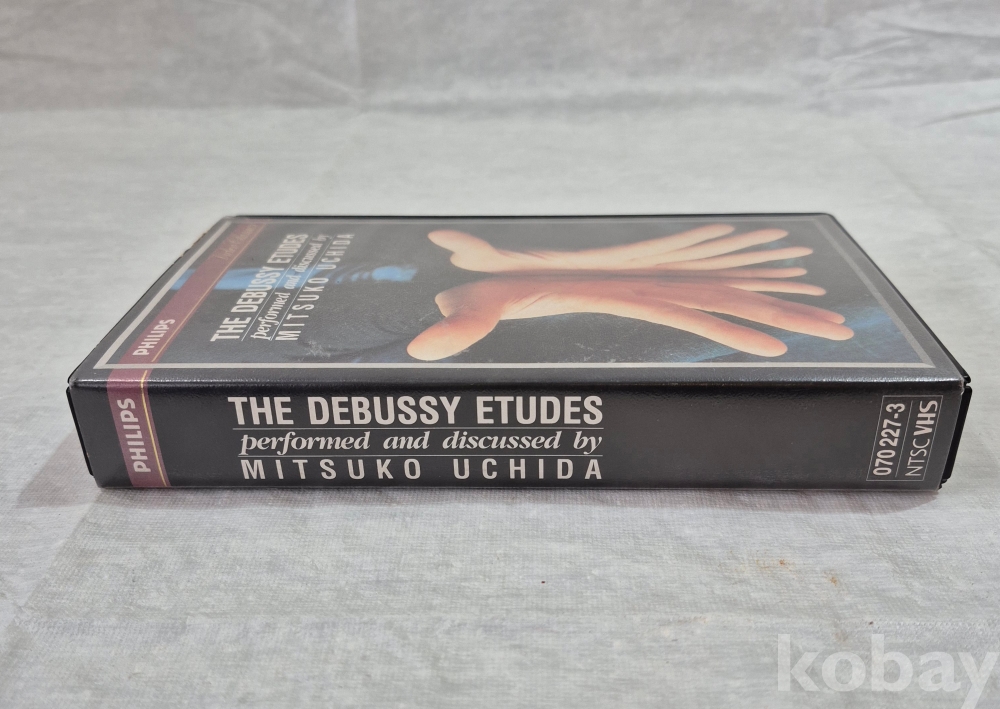 PHILIPS
THE DEBUSSY ETUDES
performed and discussed by
MITSUKO UCHIDA
PHILIPS
THE DEBUSSY ETUDES
performed and discussed by
MITSUKO UCHIDA
070 227-3
NTSC VHS
kobay